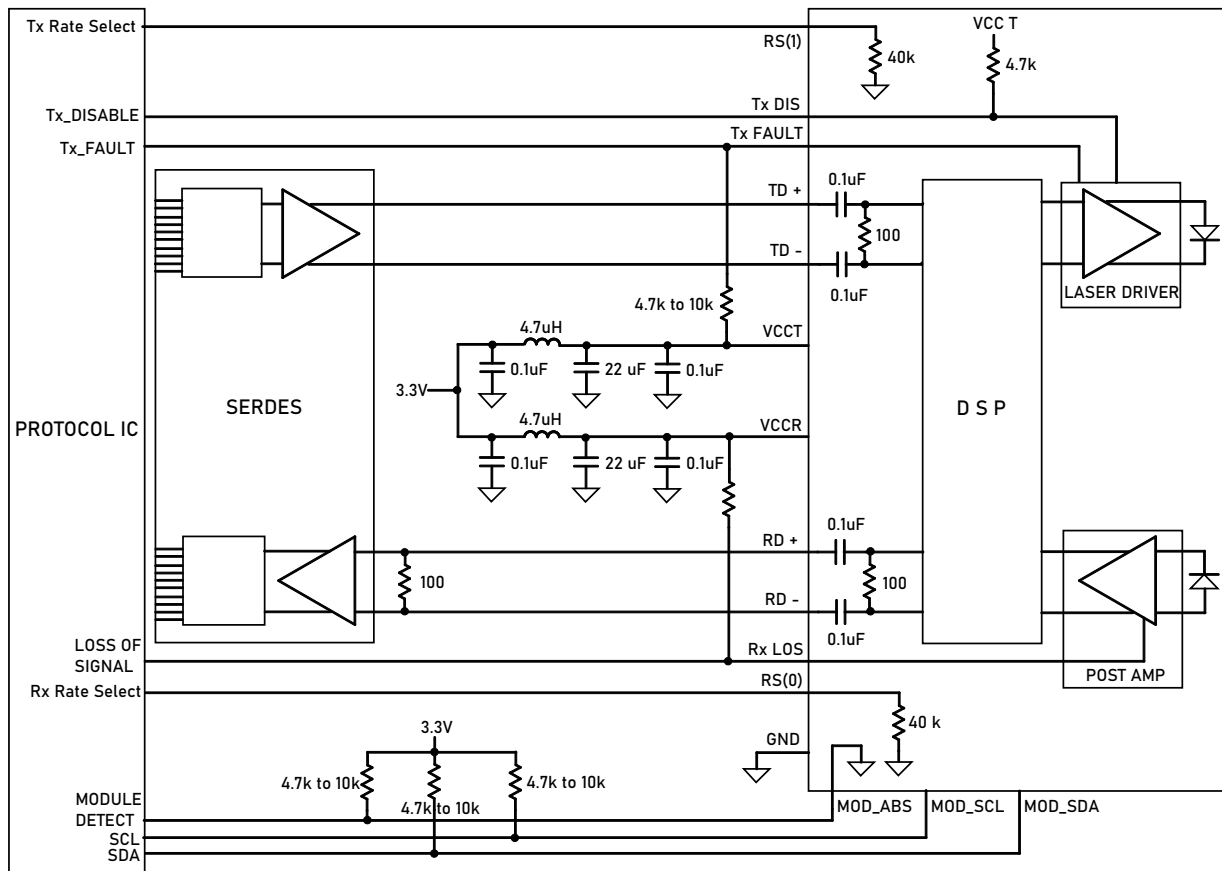 Tx Rate Select
RS(1)
40k
VCC T
4.7k
Tx_DISABLE
Tx DIS
Tx_FAULT
Tx FAULT
TD +
0.1uF
100
TD -
0.1uF
LASER DRIVER
4.7k to 10k
4.7uH
VCCT
0.1uF
22 uF
0.1uF
3.3V
SERDES
D S P
PROTOCOL IC
4.7uH
VCCR
0.1uF
22 uF
0.1uF
RD +
0.1uF
100
100
RD -
0.1uF
LOSS OF
SIGNAL
Rx LOS
POST AMP
Rx Rate Select
RS(0)
40 k
3.3V
GND
4.7k to 10k
4.7k to 10k
4.7k to 10k
MODULE
DETECT
MOD_ABS
MOD_SCL
MOD_SDA
SCL
SDA